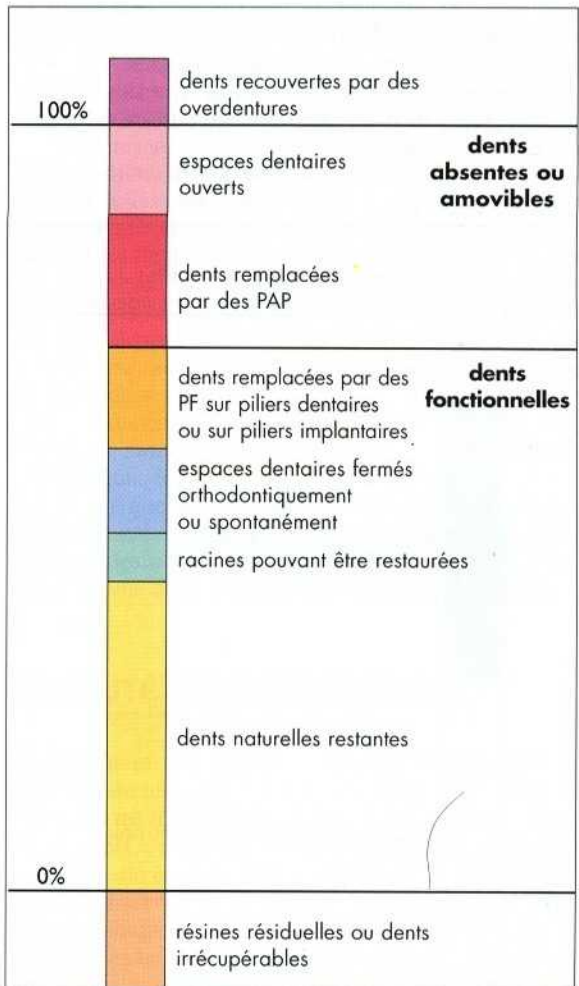 dents recouvertes par des
overdentures
100%
espaces dentaires
ouverts
dents
absentes ou
amovibles
dents remplacées
par des PAP
dents remplacées par des
PF sur piliers dentaires
ou sur piliers implantaires
dents
fonctionnelles
espaces dentaires fermés
orthodontiquement
ou spontanément
racines pouvant être restaurées
dents naturelles restantes
0%
résines résiduelles ou dents
irrécupérables